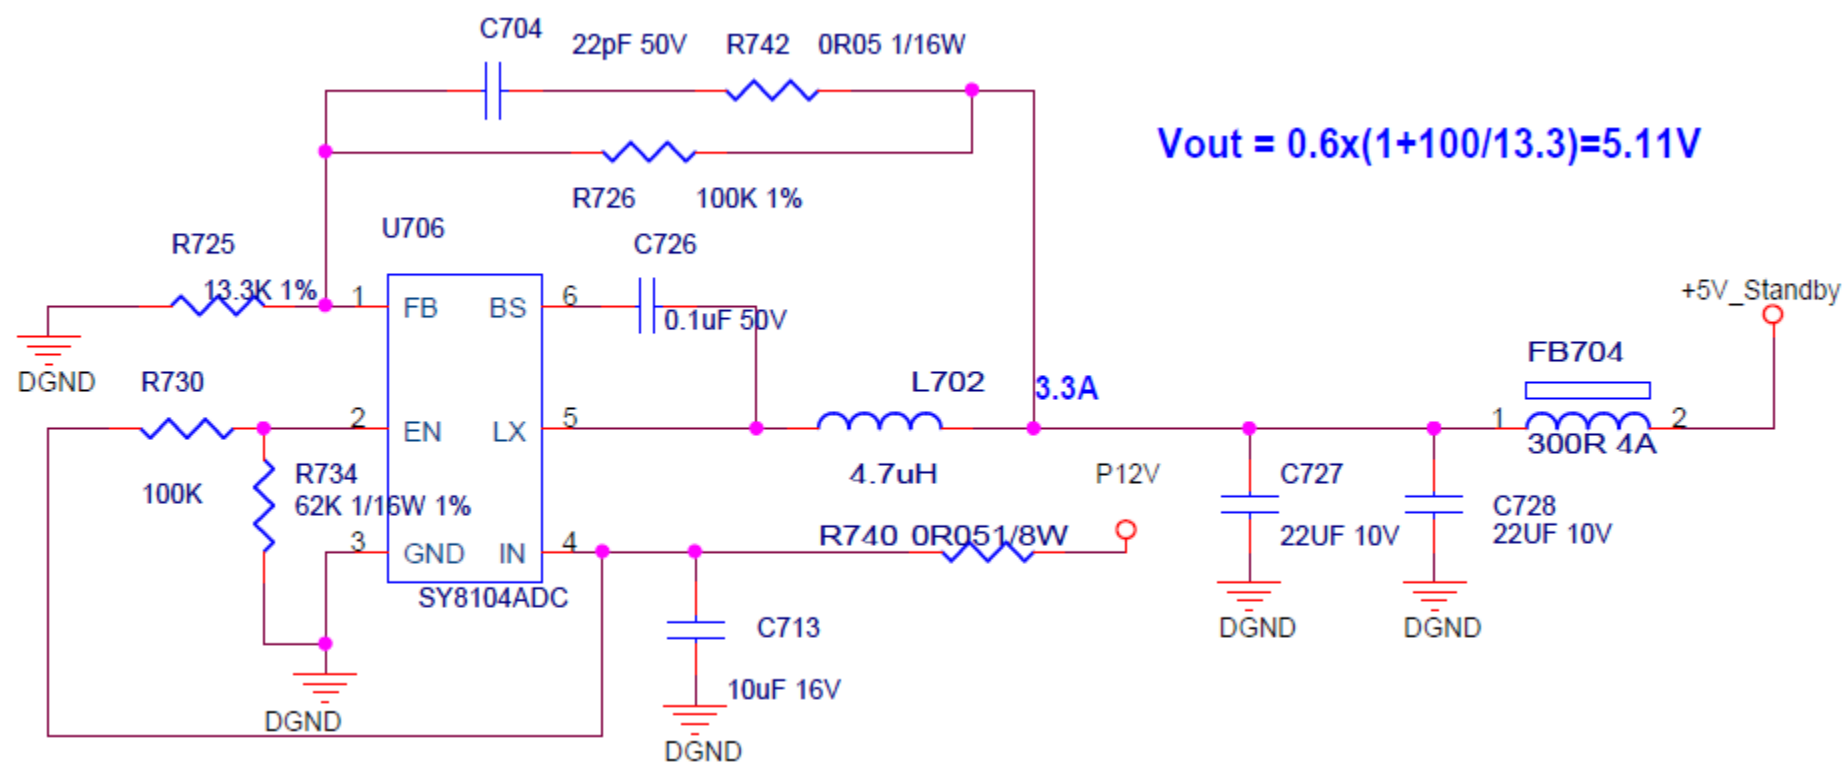 C704
22pF 50V
R742
0R05 1/16W
Vout = 0.6x(1+100/13.3)=5.11V
R726
100K 1%
U706
R725
C726
13.3K 1%
1
FB
BS
6
0.1uF 50V
+5V_Standby
DGND
R730
L702
3.3A
FB704
2
EN
LX
5
1
2
300R 4A
100K
R734
62K 1/16W 1%
4.7uH
P12V
C727
22UF 10V
C728
22UF 10V
3
GND
IN
4
R740
0R051/8W
SY8104ADC
C713
DGND
DGND
10uF 16V
DGND
DGND